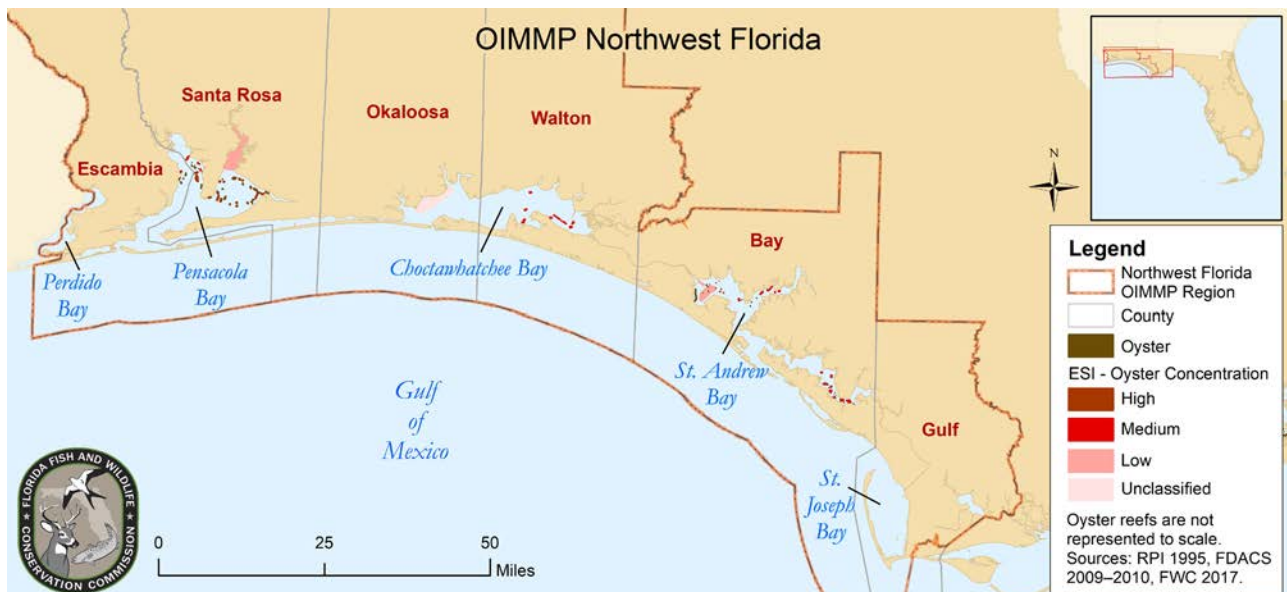 OIMMP Northwest Florida
Santa Rosa
Okaloosa
Walton
Escambia
Bay
Gulf
Perdido
Bay
Pensacola
Bay
Choctawhatchee Bay
St. Andrew
Bay
St.
Joseph
Bay
Gulf
of
Mexico
N
Legend
Northwest Florida
OIMMP Region
County
Oyster
ESI - Oyster Concentration
High
Medium
Low
Unclassified
Oyster reefs are not
represented to scale.
Sources: RPI 1995, FDACS
2009–2010, FWC 2017.
0 25 50
Miles
FLORIDA FISH AND WILDLIFE
CONSERVATION COMMISSION